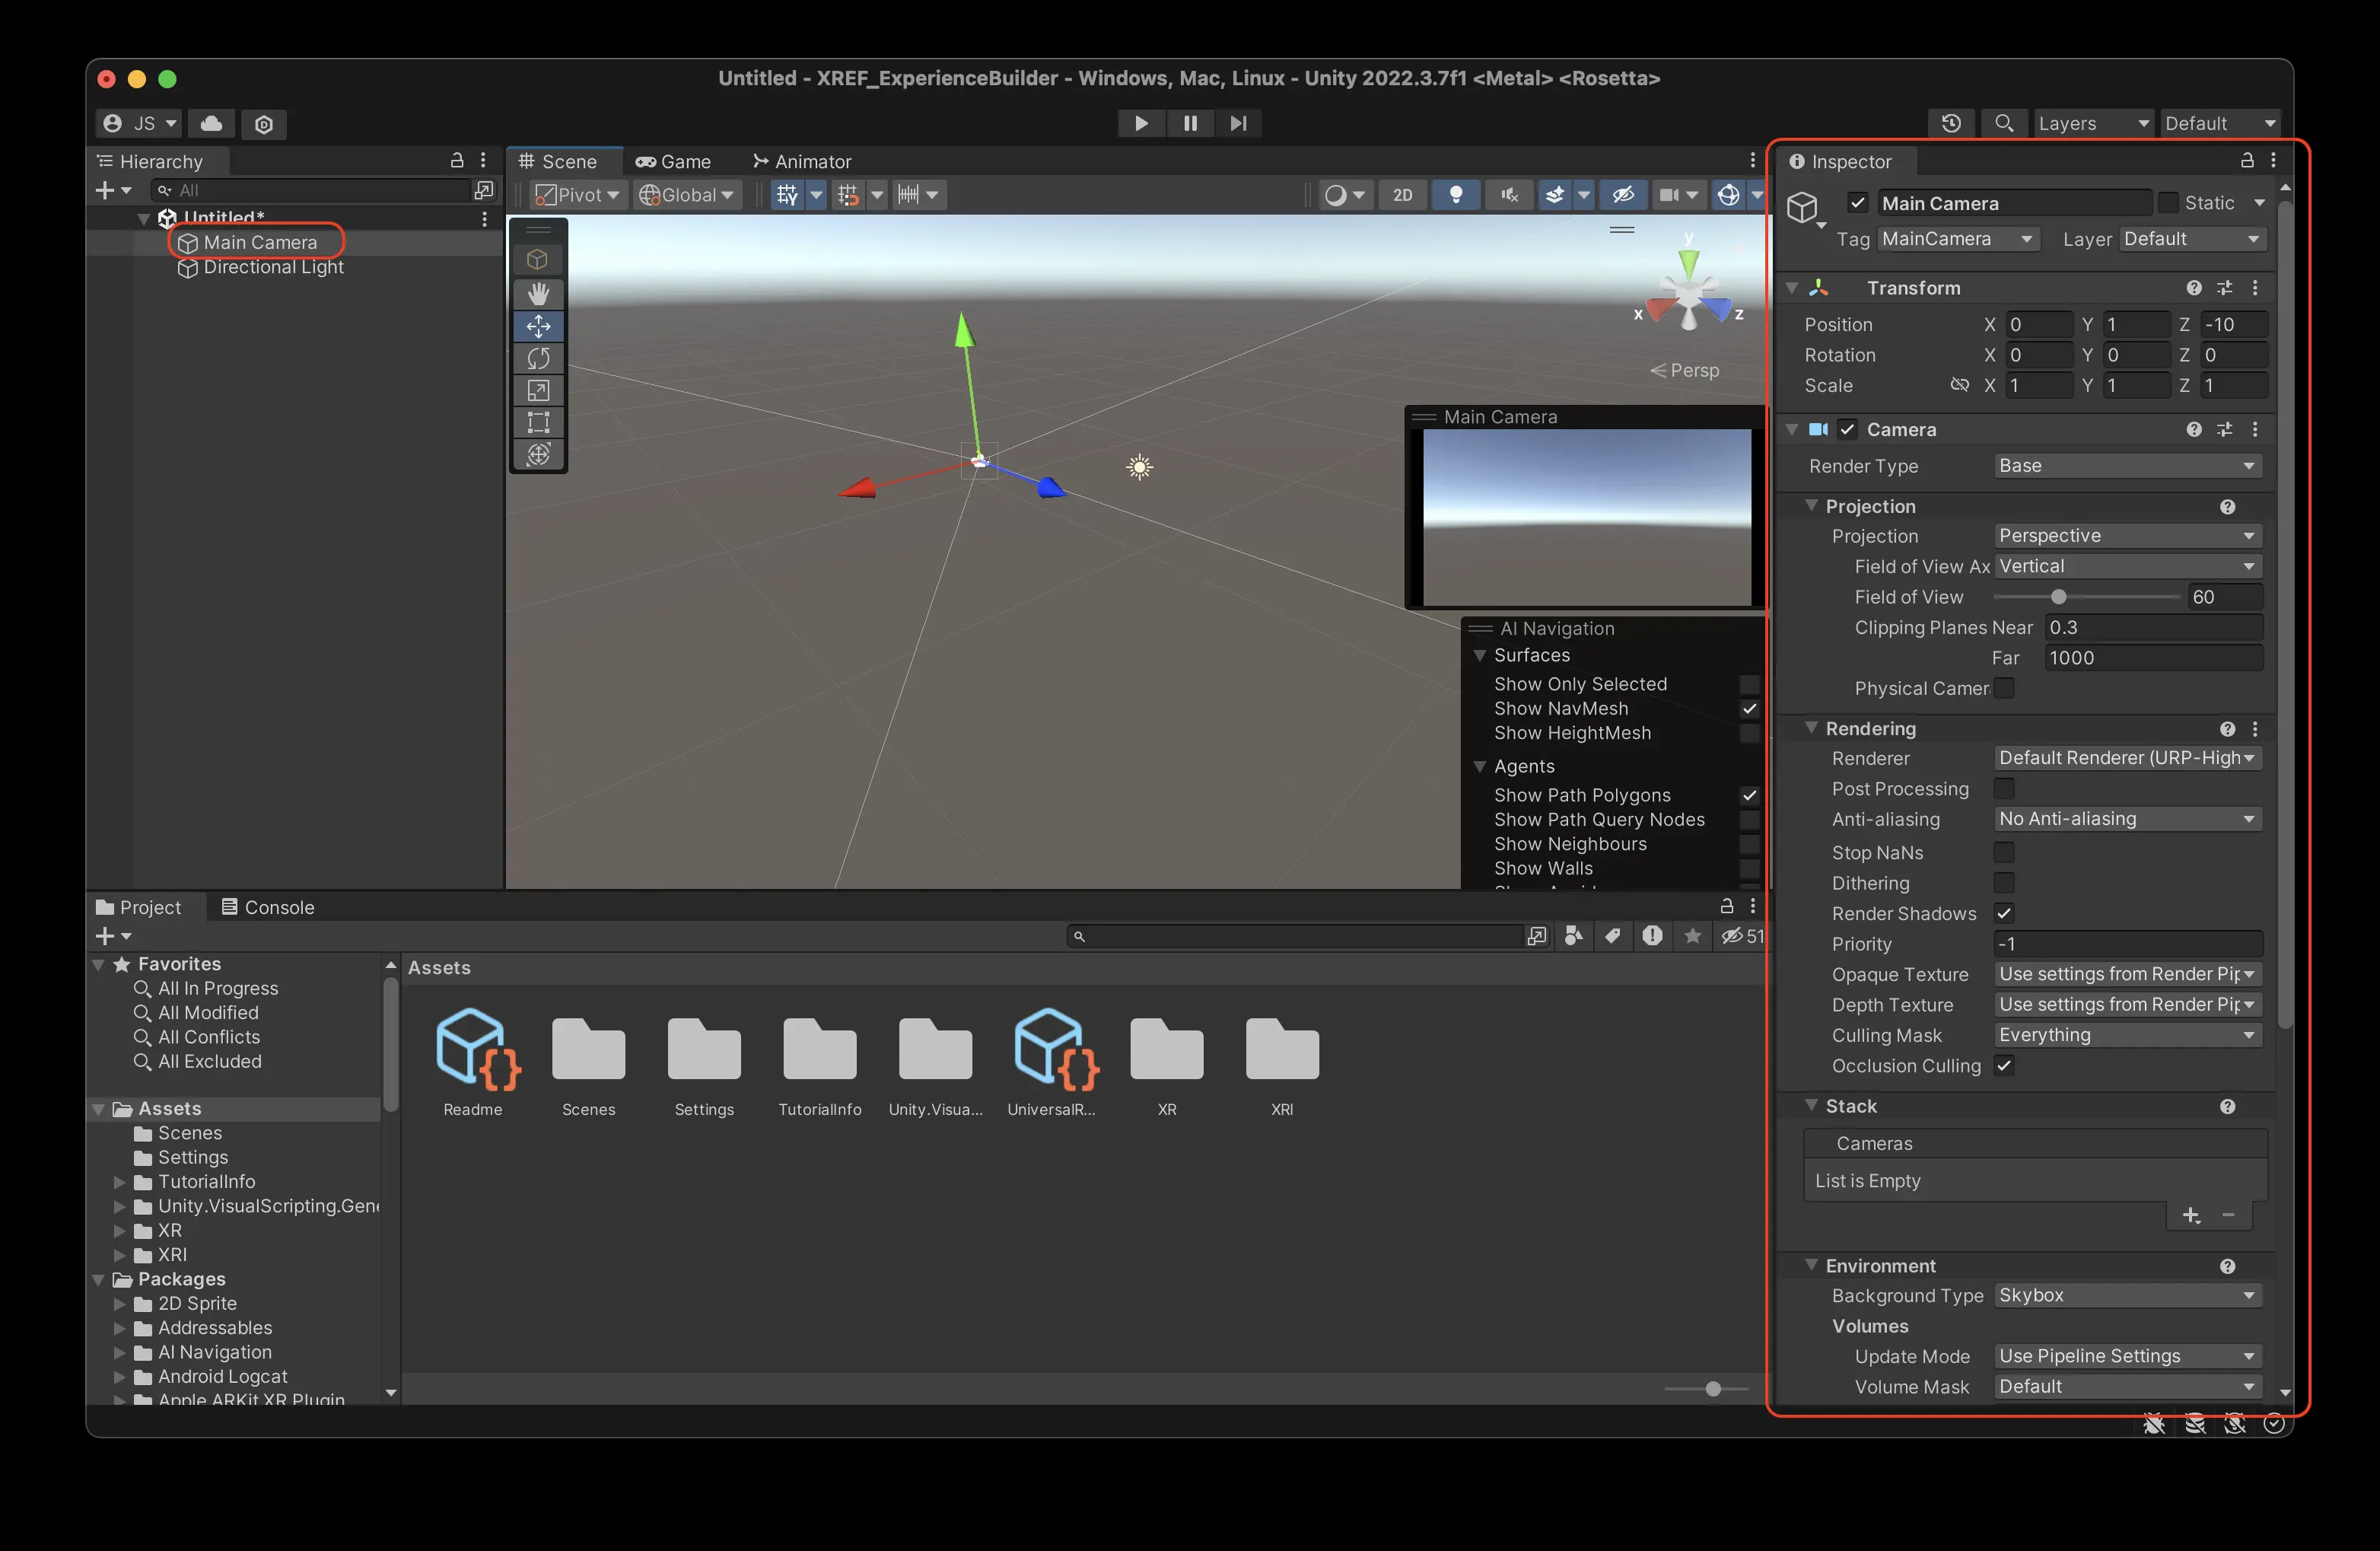 Untitled - XREF_ExperienceBuilder - Windows, Mac, Linux - Unity 2022.3.7f1 <Metal> <Rosetta>
JS
Layers
Default
Hierarchy
All
Untitled*
Main Camera
Directional Light
Scene
Game
Animator
Pivot
Global
2D
y
x
z
Persp
Main Camera
AI Navigation
Surfaces
Show Only Selected
Show NavMesh
Show HeightMesh
Agents
Show Path Polygons
Show Path Query Nodes
Show Neighbours
Show Walls
Inspector
Main Camera
Static
Tag MainCamera Layer Default
Transform
Position X 0 Y 1 Z -10
Rotation X 0 Y 0 Z 0
Scale X 1 Y 1 Z 1
Camera
Render Type Base
Projection
Projection Perspective
Field of View Ax Vertical
Field of View 60
Clipping Planes Near 0.3
Far 1000
Physical Camer
Rendering
Renderer Default Renderer (URP-High
Post Processing
Anti-aliasing No Anti-aliasing
Stop NaNs
Dithering
Render Shadows
Priority -1
Opaque Texture Use settings from Render Pip
Depth Texture Use settings from Render Pip
Culling Mask Everything
Occlusion Culling
Stack
Cameras
List is Empty
Environment
Background Type Skybox
Volumes
Update Mode Use Pipeline Settings
Volume Mask Default
Project
Console
51
Favorites
All In Progress
All Modified
All Conflicts
All Excluded
Assets
Scenes
Settings
TutorialInfo
Unity.VisualScripting.Gene
XR
XRI
Packages
2D Sprite
Addressables
AI Navigation
Android Logcat
Apple ARKit XR Plugin
Assets
Readme
Scenes
Settings
TutorialInfo
Unity.Visua...
UniversalR...
XR
XRI